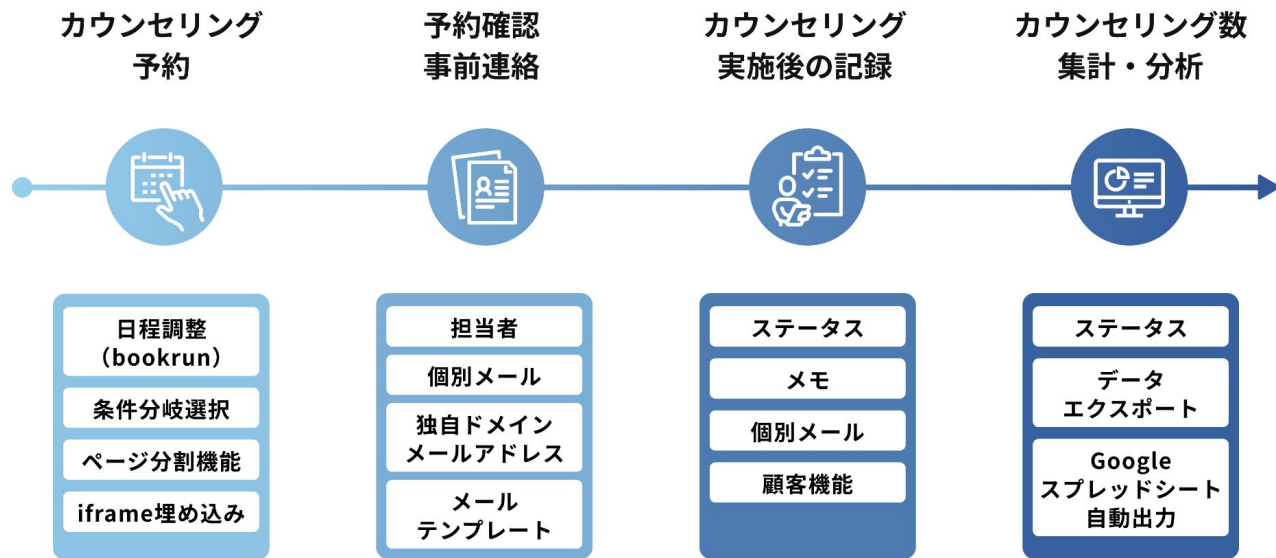 カウンセリング
予約
予約確認
事前連絡
カウンセリング
実施後の記録
カウンセリング数
集計・分析
日程調整
（bookrun）
条件分岐選択
ページ分割機能
iframe埋め込み
担当者
個別メール
独自ドメイン
メールアドレス
メール
テンプレート
ステータス
メモ
個別メール
顧客機能
ステータス
データ
エクスポート
Google
スプレッドシート
自動出力